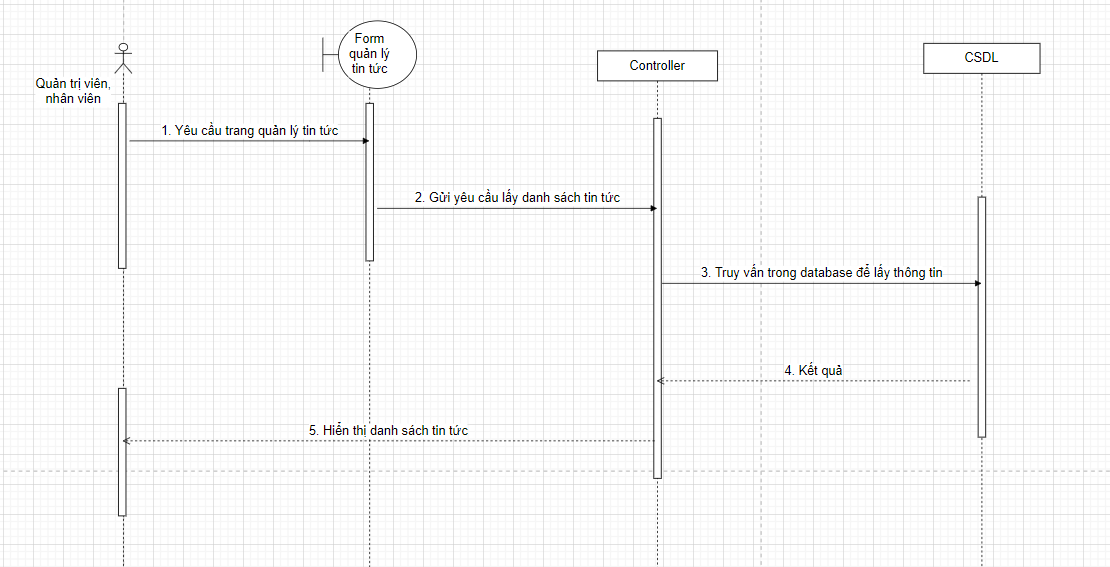 Form
quản lý
tin tức
Controller
CSDL
Quản trị viên,
nhân viên
1. Yêu cầu trang quản lý tin tức
2. Gửi yêu cầu lấy danh sách tin tức
3. Truy vấn trong database để lấy thông tin
4. Kết quả
5. Hiển thị danh sách tin tức